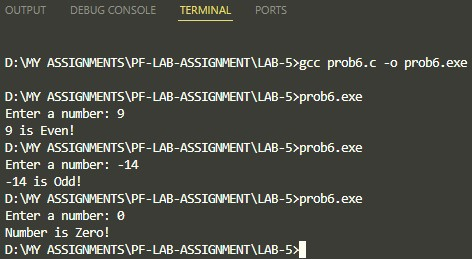 OUTPUT DEBUG CONSOLE TERMINAL PORTS
D:\MY ASSIGNMENTS\PF-LAB-ASSIGNMENT\LAB-5>gcc prob6.c -o prob6.exe
D:\MY ASSIGNMENTS\PF-LAB-ASSIGNMENT\LAB-5>prob6.exe
Enter a number: 9
9 is Even!
D:\MY ASSIGNMENTS\PF-LAB-ASSIGNMENT\LAB-5>prob6.exe
Enter a number: -14
-14 is Odd!
D:\MY ASSIGNMENTS\PF-LAB-ASSIGNMENT\LAB-5>prob6.exe
Enter a number: 0
Number is Zero!
D:\MY ASSIGNMENTS\PF-LAB-ASSIGNMENT\LAB-5>